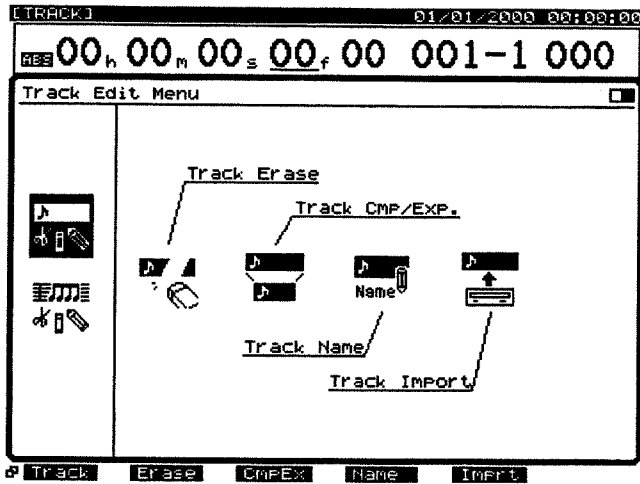 [TRACK] 01/01/2000 00:00:00
ABS 00h 00m 00s 00f 00 001-1 000
Track Edit Menu
Track Erase
Track Cmp/Exp.
Name
Track Name
Track Import
Track Erase CmpEx Name Imprt